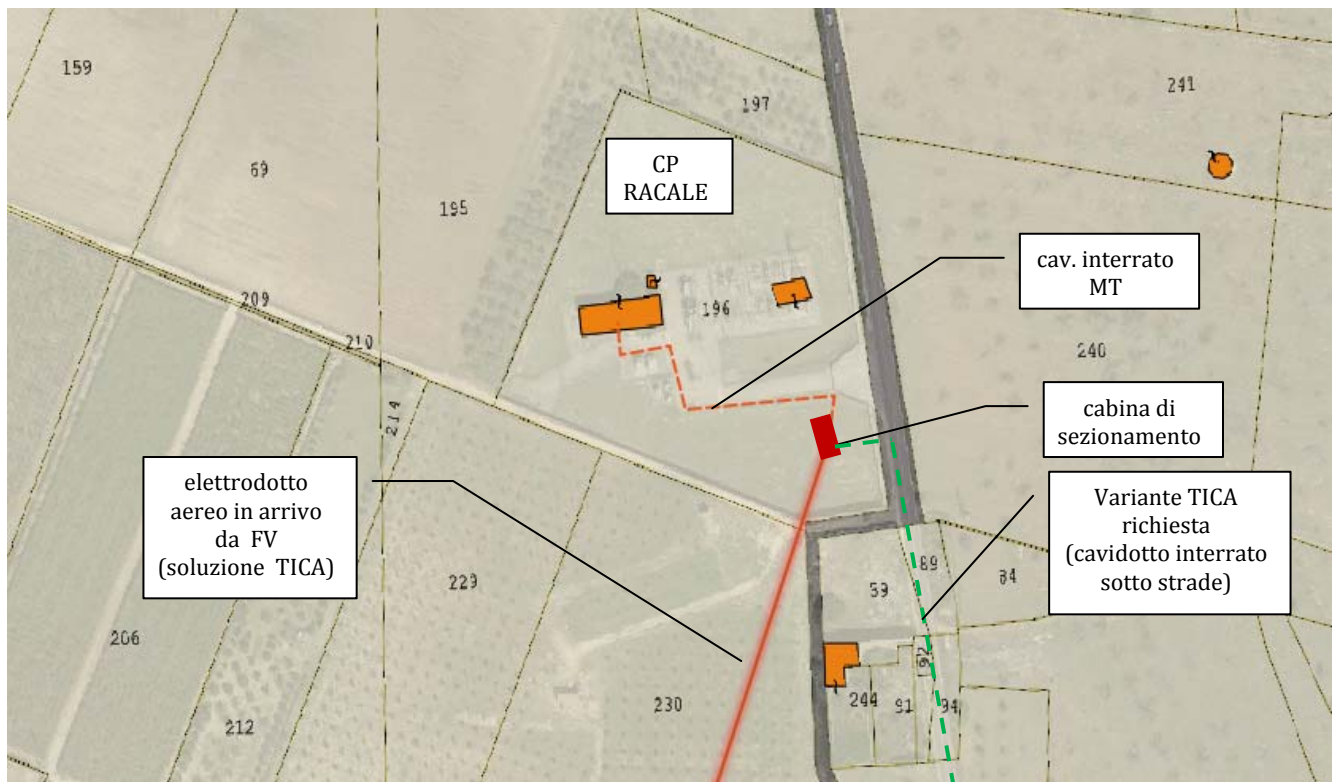 159
197
241
CP
RACALE
69
195
cav. interrato
MT
209
196
210
240
214
cabina di
sezionamento
elettrodotto
aereo in arrivo
da FV
(soluzione TICA)
Variante TICA
richiesta
(cavidotto interrato
sotto strade)
229
89
59
84
206
92
230
244
91
94
212